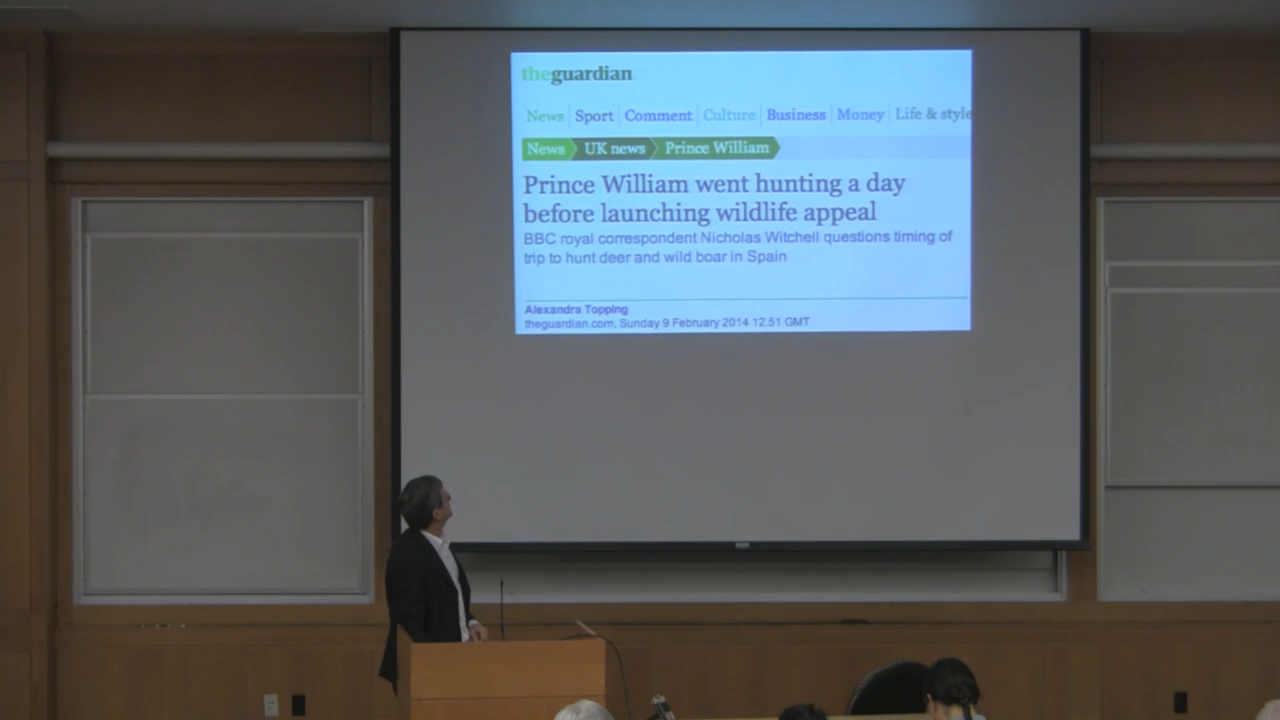 theguardian
News Sport Comment Culture Business Money Life & style
News UK news Prince William
Prince William went hunting a day
before launching wildlife appeal
BBC royal correspondent Nicholas Witchell questions timing of
trip to hunt deer and wild boar in Spain
Alexandra Topping
theguardian.com, Sunday 9 February 2014 12.51 GMT